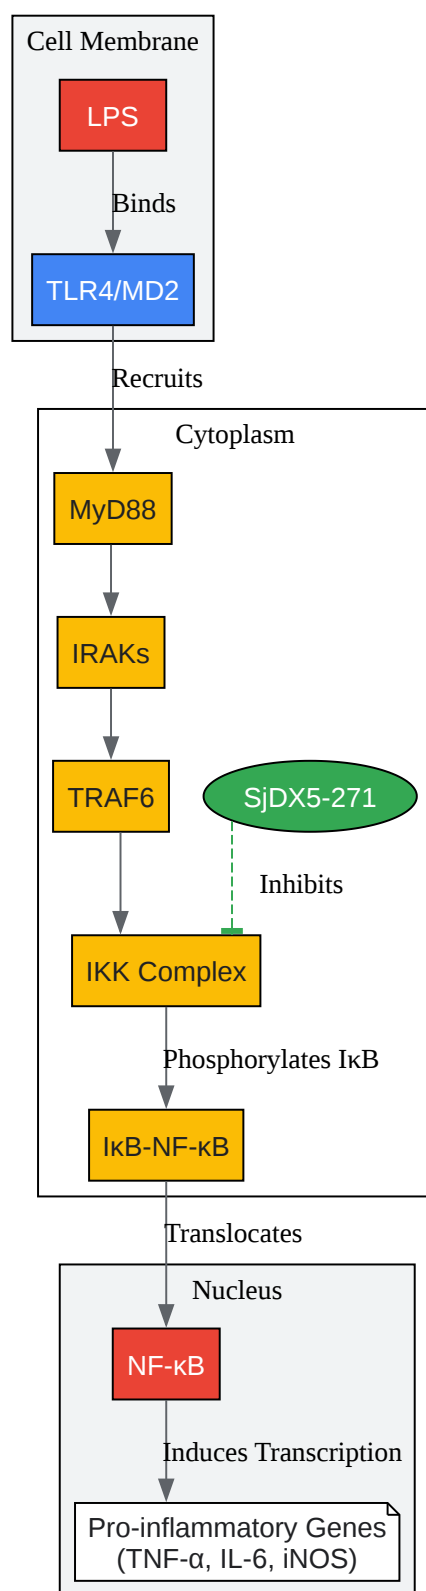 Cell Membrane
LPS
Binds
TLR4/MD2
Recruits
Cytoplasm
MyD88
IRAKs
TRAF6
SjDX5-271
Inhibits
IKK Complex
Phosphorylates IκB
IκB-NF-κB
Translocates
Nucleus
NF-κB
Induces Transcription
Pro-inflammatory Genes
(TNF-α, IL-6, iNOS)